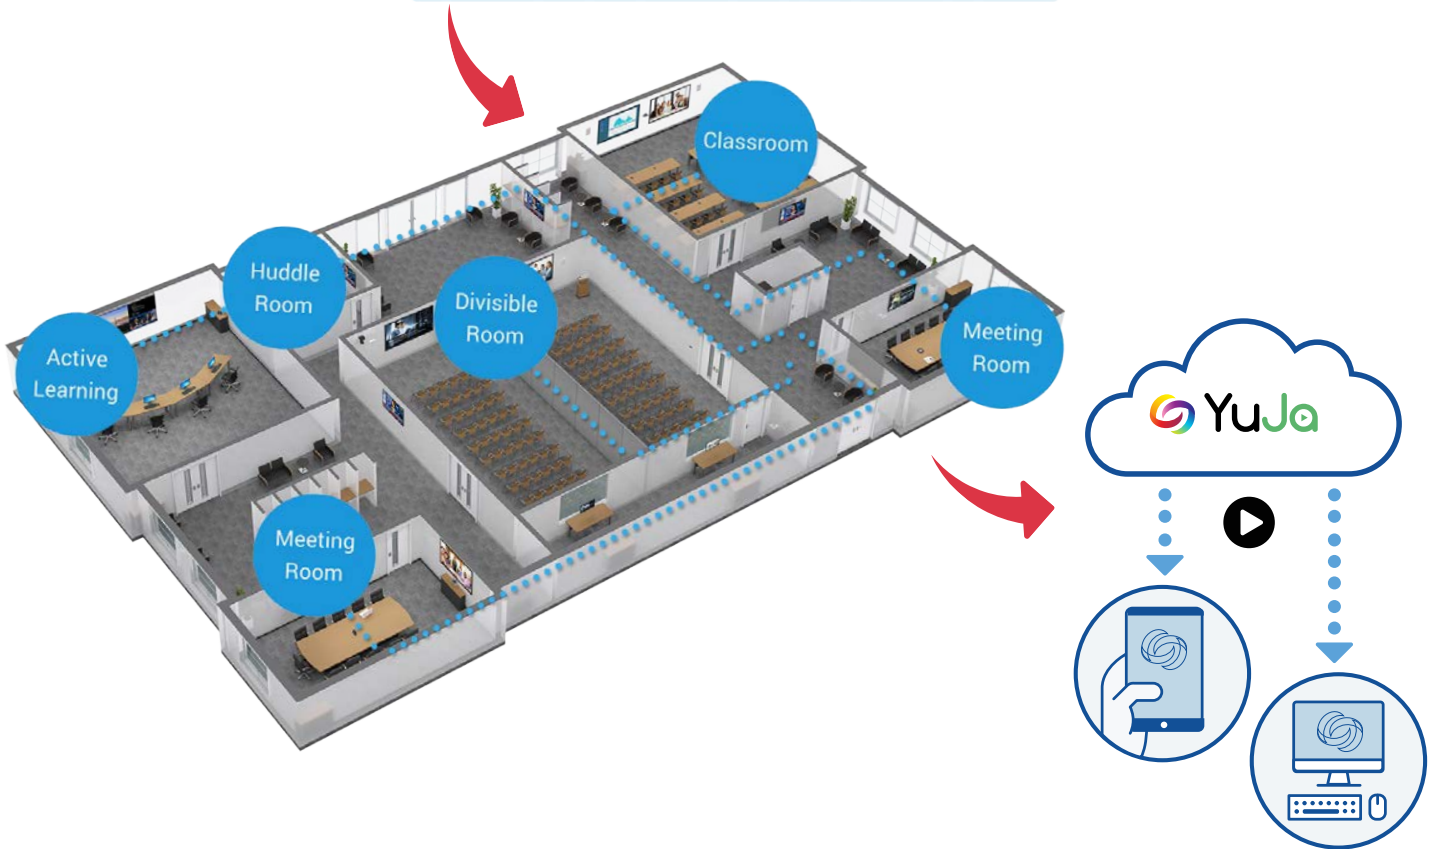 Classroom
Huddle
Room
Divisible
Room
Meeting
Room
Active
Learning
YuJa
Meeting
Room